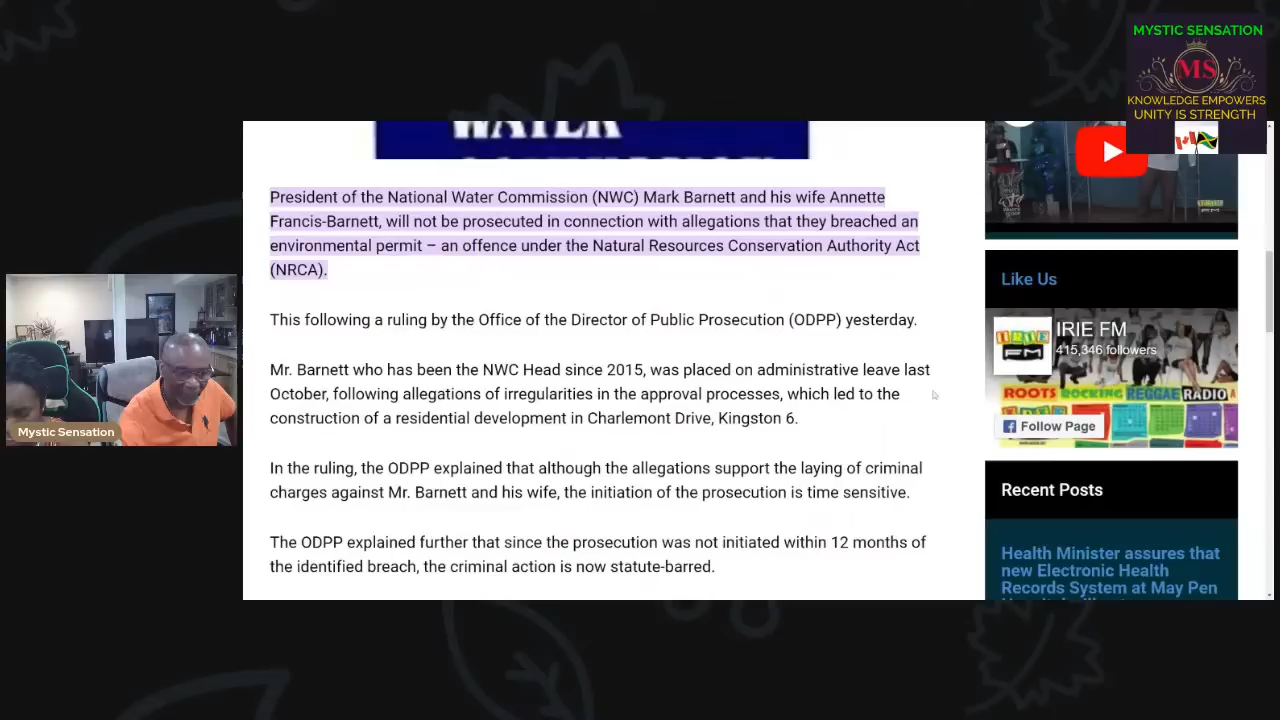 MYSTIC SENSATION
MS
KNOWLEDGE EMPOWERS
UNITY IS STRENGTH
WATER
President of the National Water Commission (NWC) Mark Barnett and his wife Annette
Francis-Barnett, will not be prosecuted in connection with allegations that they breached an
environmental permit – an offence under the Natural Resources Conservation Authority Act
(NRCA).
This following a ruling by the Office of the Director of Public Prosecution (ODPP) yesterday.
Mr. Barnett who has been the NWC Head since 2015, was placed on administrative leave last
October, following allegations of irregularities in the approval processes, which led to the
construction of a residential development in Charlemont Drive, Kingston 6.
In the ruling, the ODPP explained that although the allegations support the laying of criminal
charges against Mr. Barnett and his wife, the initiation of the prosecution is time sensitive.
The ODPP explained further that since the prosecution was not initiated within 12 months of
the identified breach, the criminal action is now statute-barred.
Mystic Sensation
Like Us
IRIE FM
IRIE FM
415,346 followers
ROOTS ROCKING REGGAE RADIO
Follow Page
Recent Posts
Health Minister assures that
new Electronic Health
Records System at May Pen